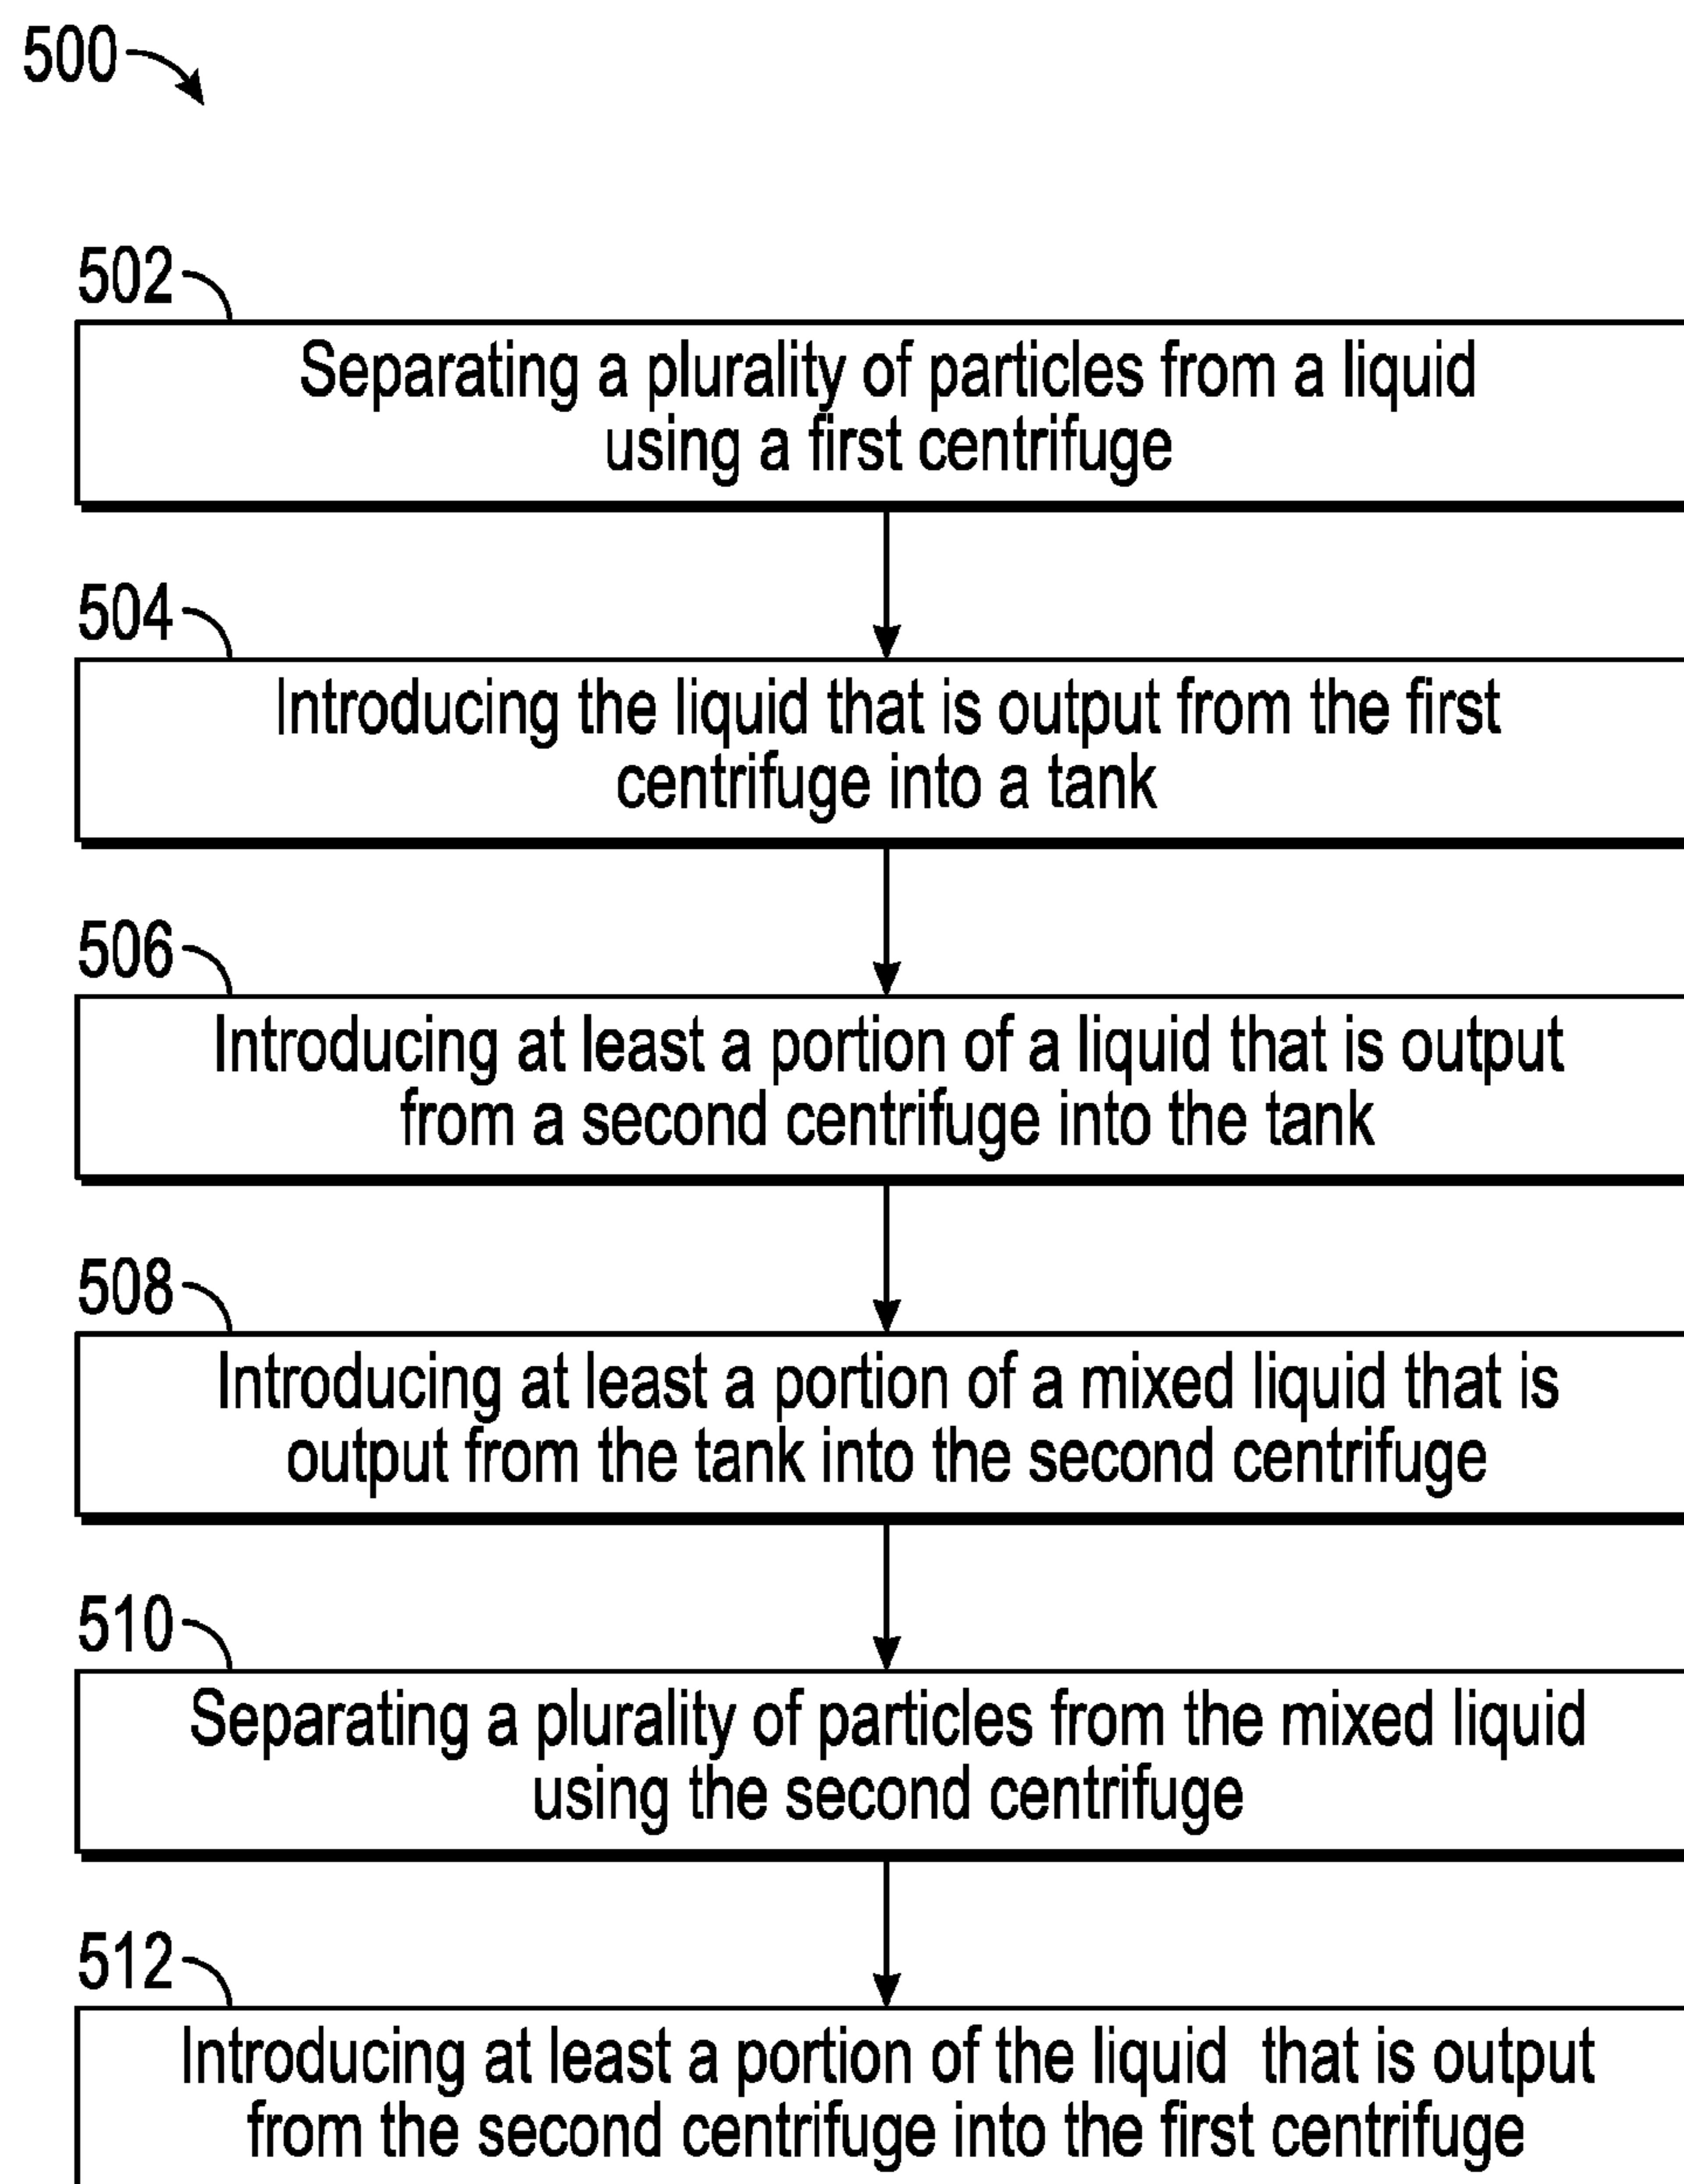 500
502
Separating a plurality of particles from a liquid
using a first centrifuge
504
Introducing the liquid that is output from the first
centrifuge into a tank
506
Introducing at least a portion of a liquid that is output
from a second centrifuge into the tank
508
Introducing at least a portion of a mixed liquid that is
output from the tank into the second centrifuge
510
Separating a plurality of particles from the mixed liquid
using the second centrifuge
512
Introducing at least a portion of the liquid  that is output
from the second centrifuge into the first centrifuge